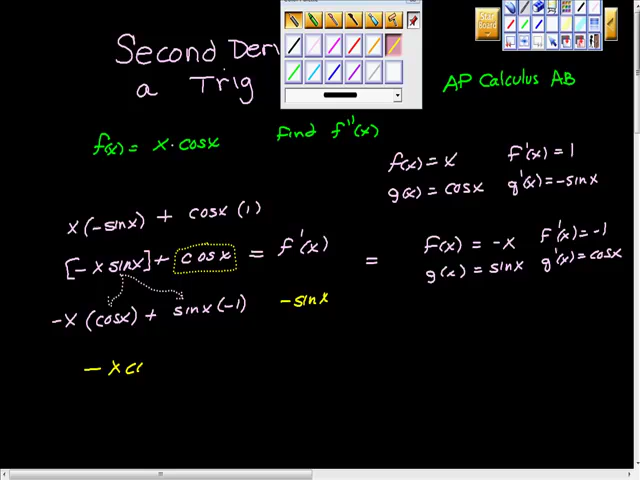 Second Deri
a Trig
AP Calculus AB
f(x) = x · cosx
Find f''(x)
f(x) = x f'(x) = 1
g(x) = cosx g'(x) = -sinx
x(-sinx) + cosx (1)
[-x sinx] + cosx = f'(x) =
f(x) = -x f'(x) = -1
g(x) = sinx g'(x) = cosx
-x (cosx) + sinx (-1) -sinx
- x co